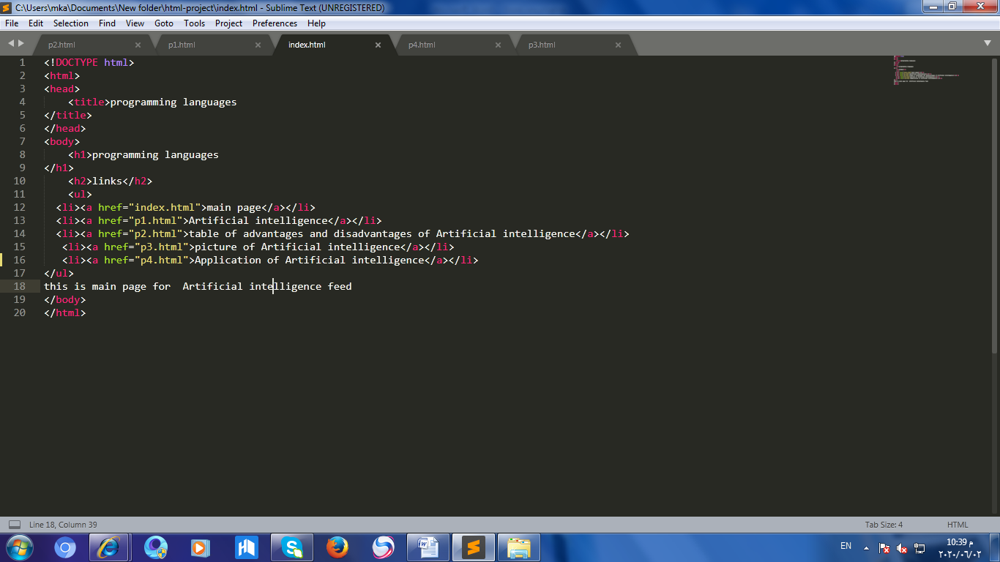 C:\Users\mka\Documents\New folder\html-project\index.html - Sublime Text (UNREGISTERED)
File Edit Selection Find View Goto Tools Project Preferences Help
p2.html p1.html index.html p4.html p3.html
1 <!DOCTYPE html>
2 <html>
3 <head>
4 <title>programming languages
5 </title>
6 </head>
7 <body>
8 <h1>programming languages
9 </h1>
10 <h2>links</h2>
11 <ul>
12 <li><a href="index.html">main page</a></li>
13 <li><a href="p1.html">Artificial intelligence</a></li>
14 <li><a href="p2.html">table of advantages and disadvantages of Artificial intelligence</a></li>
15 <li><a href="p3.html">picture of Artificial intelligence</a></li>
16 <li><a href="p4.html">Application of Artificial intelligence</a></li>
17 </ul>
18 this is main page for  Artificial intelligence feed
19 </body>
20 </html>
Line 18, Column 39 Tab Size: 4 HTML
EN 10:39 م
٢٠٢٠/٠٦/٠٢